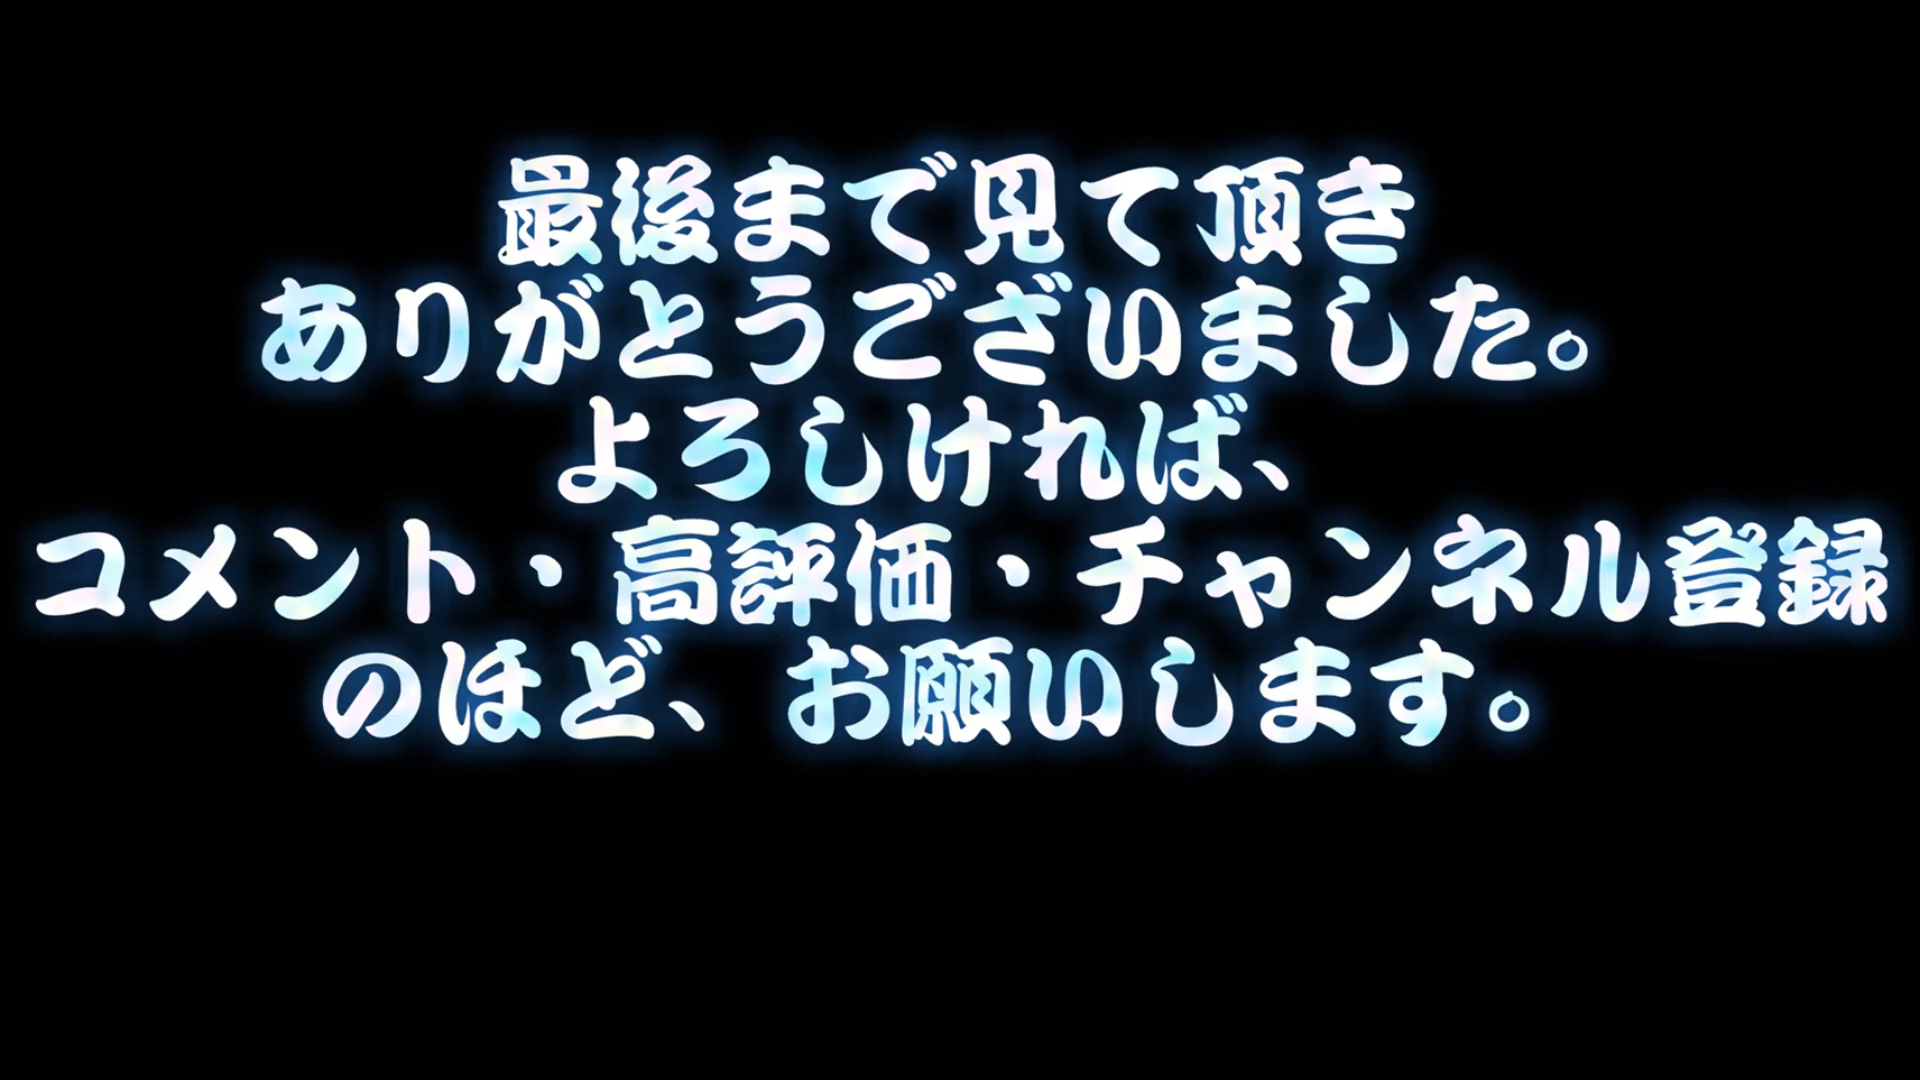 最後まで見て頂き
ありがとうございました。
よろしければ、
コメント・高評価・チャンネル登録
のほど、お願いします。